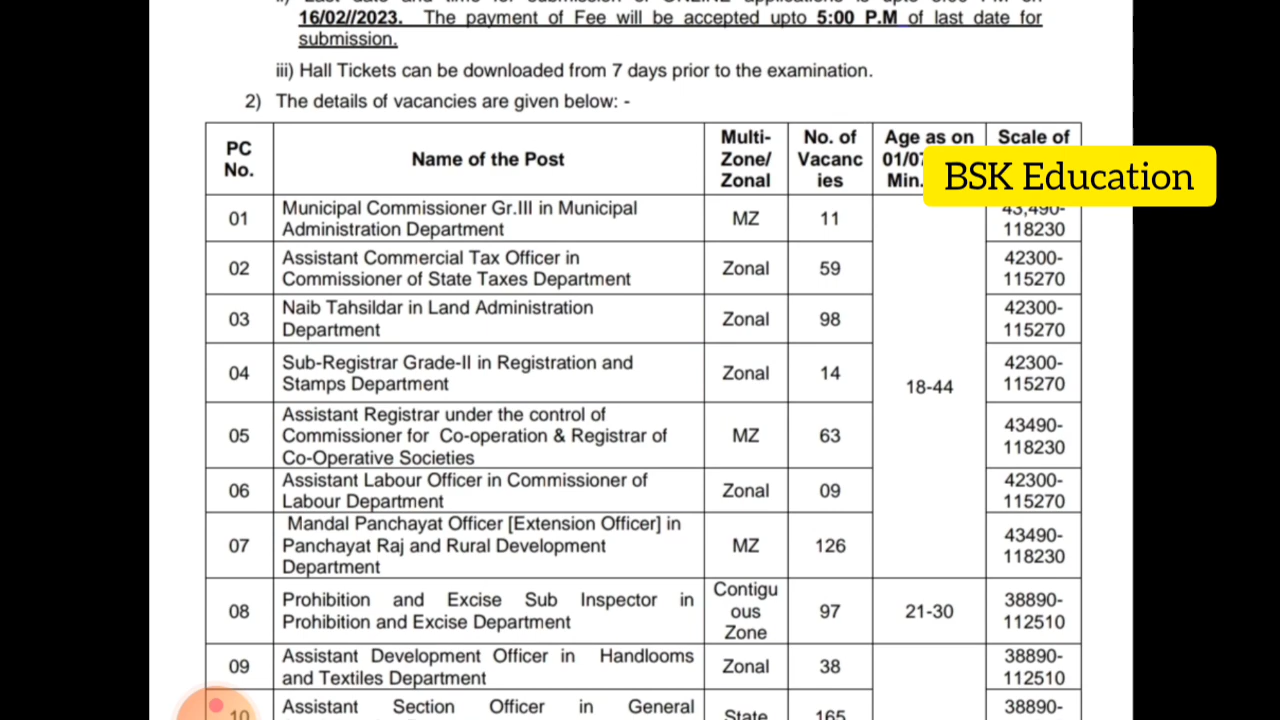 16/02//2023. The payment of Fee will be accepted upto 5:00 P.M of last date for
submission.
iii) Hall Tickets can be downloaded from 7 days prior to the examination.
2) The details of vacancies are given below: -
PC No.
Name of the Post
Multi-Zone/ Zonal
No. of Vacanc ies
Age as on 01/07
Min.
Scale of
BSK Education
01 Municipal Commissioner Gr.III in Municipal
Administration Department
MZ 11 43,490-
118230
02 Assistant Commercial Tax Officer in
Commissioner of State Taxes Department
Zonal 59 42300-
115270
03 Naib Tahsildar in Land Administration
Department
Zonal 98 42300-
115270
04 Sub-Registrar Grade-II in Registration and
Stamps Department
Zonal 14 18-44 42300-
115270
05 Assistant Registrar under the control of
Commissioner for Co-operation & Registrar of
Co-Operative Societies
MZ 63 43490-
118230
06 Assistant Labour Officer in Commissioner of
Labour Department
Zonal 09 42300-
115270
07 Mandal Panchayat Officer [Extension Officer] in
Panchayat Raj and Rural Development
Department
MZ 126 43490-
118230
08 Prohibition and Excise Sub Inspector in
Prohibition and Excise Department
Contigu
ous
Zone
97 21-30 38890-
112510
09 Assistant Development Officer in Handlooms
and Textiles Department
Zonal 38 38890-
112510
10 Assistant Section Officer in General
State 165 38890-